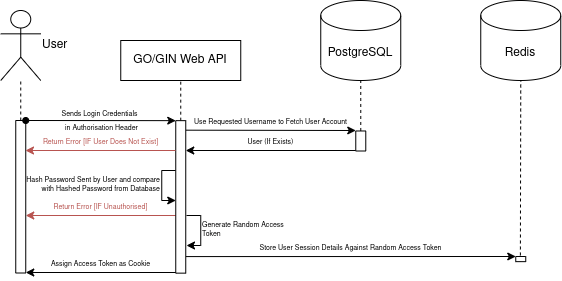 User
GO/GIN Web API
PostgreSQL
Redis
Sends Login Credentials
in Authorisation Header
Use Requested Username to Fetch User Account
Return Error [IF User Does Not Exist]
User (If Exists)
Hash Password Sent by User and compare
with Hashed Password from Database
Return Error [IF Unauthorised]
Generate Random Access
Token
Store User Session Details Against Random Access Token
Assign Access Token as Cookie